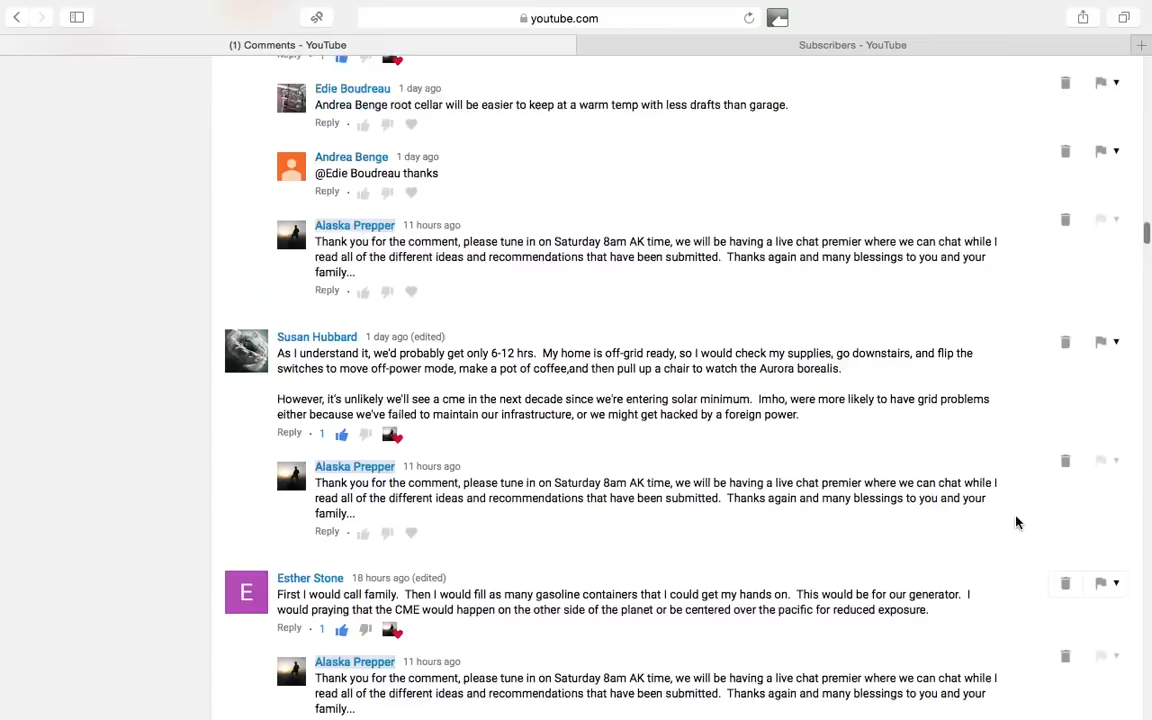 youtube.com
(1) Comments - YouTube
Subscribers - YouTube
Reply · 1
Edie Boudreau 1 day ago
Andrea Benge root cellar will be easier to keep at a warm temp with less drafts than garage.
Reply ·
Andrea Benge 1 day ago
@Edie Boudreau thanks
Reply ·
Alaska Prepper 11 hours ago
Thank you for the comment, please tune in on Saturday 8am AK time, we will be having a live chat premier where we can chat while I
read all of the different ideas and recommendations that have been submitted. Thanks again and many blessings to you and your
family...
Reply ·
Susan Hubbard 1 day ago (edited)
As I understand it, we'd probably get only 6-12 hrs. My home is off-grid ready, so I would check my supplies, go downstairs, and flip the
switches to move off-power mode, make a pot of coffee,and then pull up a chair to watch the Aurora borealis.
However, it's unlikely we'll see a cme in the next decade since we're entering solar minimum. Imho, were more likely to have grid problems
either because we've failed to maintain our infrastructure, or we might get hacked by a foreign power.
Reply · 1
Alaska Prepper 11 hours ago
Thank you for the comment, please tune in on Saturday 8am AK time, we will be having a live chat premier where we can chat while I
read all of the different ideas and recommendations that have been submitted. Thanks again and many blessings to you and your
family...
Reply ·
E
Esther Stone 18 hours ago (edited)
First I would call family. Then I would fill as many gasoline containers that I could get my hands on. This would be for our generator. I
would praying that the CME would happen on the other side of the planet or be centered over the pacific for reduced exposure.
Reply · 1
Alaska Prepper 11 hours ago
Thank you for the comment, please tune in on Saturday 8am AK time, we will be having a live chat premier where we can chat while I
read all of the different ideas and recommendations that have been submitted. Thanks again and many blessings to you and your
family...